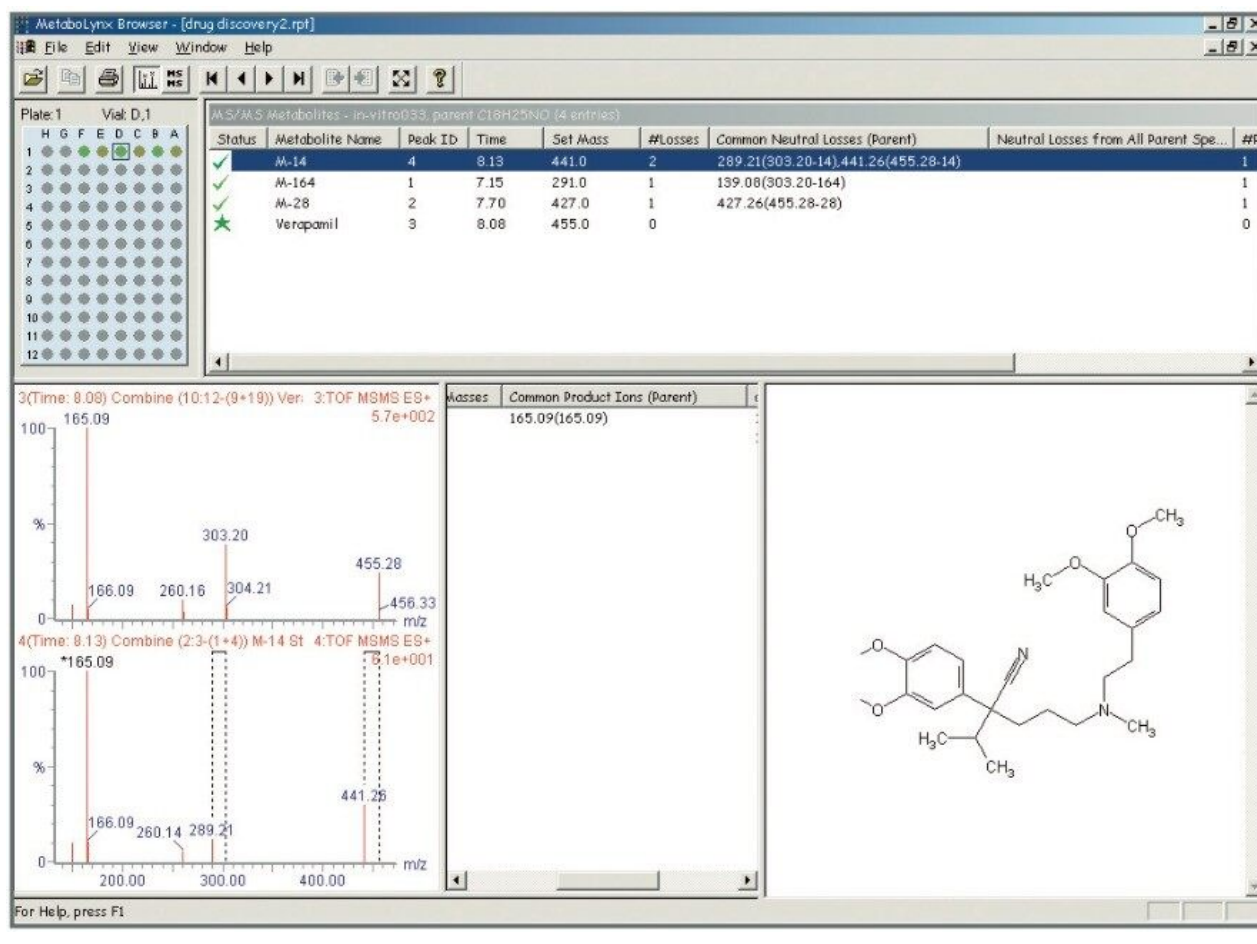 MetaboLynx Browser - [drug discovery2.rpt]
File Edit View Window Help
Plate:1 Vial: D,1
H G F E D C B A
1
2
3
4
5
6
7
8
9
10
11
12
MS/MS Metabolites - in-vitro033, parent C18H25NO (4 entries)
Status Metabolite Name Peak ID Time Set Mass #Losses Common Neutral Losses (Parent) Neutral Losses from All Parent Spe...
M-14 4 8.13 441.0 2 289.21(303.20-14),441.26(455.28-14) 1
M-164 1 7.15 291.0 1 139.08(303.20-164) 1
M-28 2 7.70 427.0 1 427.26(455.28-28) 1
Verapamil 3 8.08 455.0 0 0
3(Time: 8.08) Combine (10:12-(9+19)) Ver: 3:TOF MSMS ES+
5.7e+002
100
165.09
%
303.20
455.28
166.09 260.16 304.21
456.33
0
m/z
4(Time: 8.13) Combine (2:3-(1+4)) M-14 St 4:TOF MSMS ES+
6.1e+001
100
*165.09
%
441.26
166.09 260.14 289.21
0
m/z
200.00 300.00 400.00
Masses Common Product Ions (Parent)
165.09(165.09)
O CH3
H3C O
O N
O
N CH3
H3C
CH3
For Help, press F1